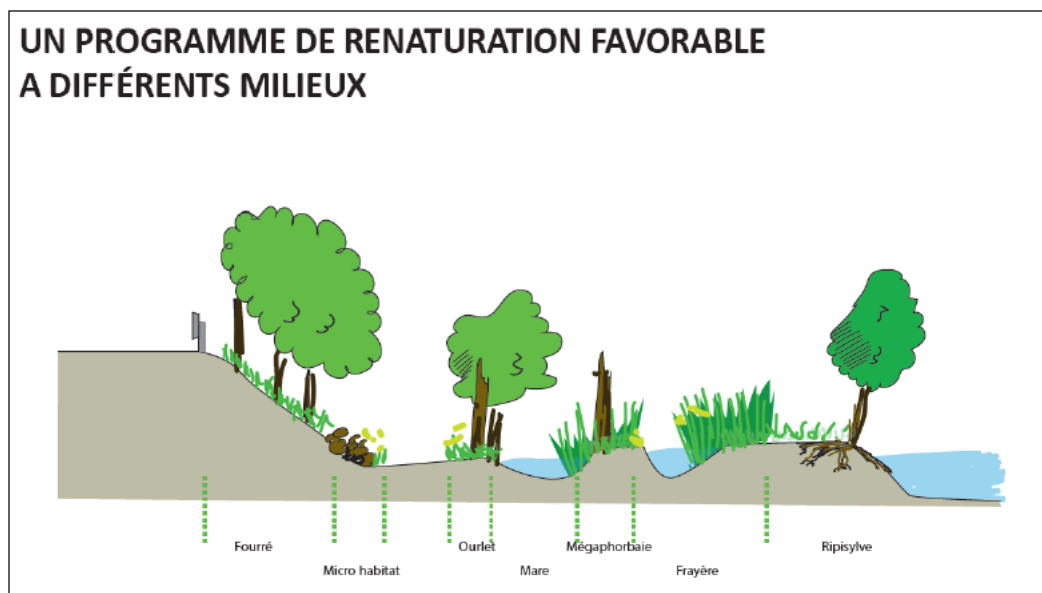 UN PROGRAMME DE RENATURATION FAVORABLE
A DIFFÉRENTS MILIEUX
Fourré Ourlet Mégaphorbaie Ripisylve
Micro habitat Mare Frayère